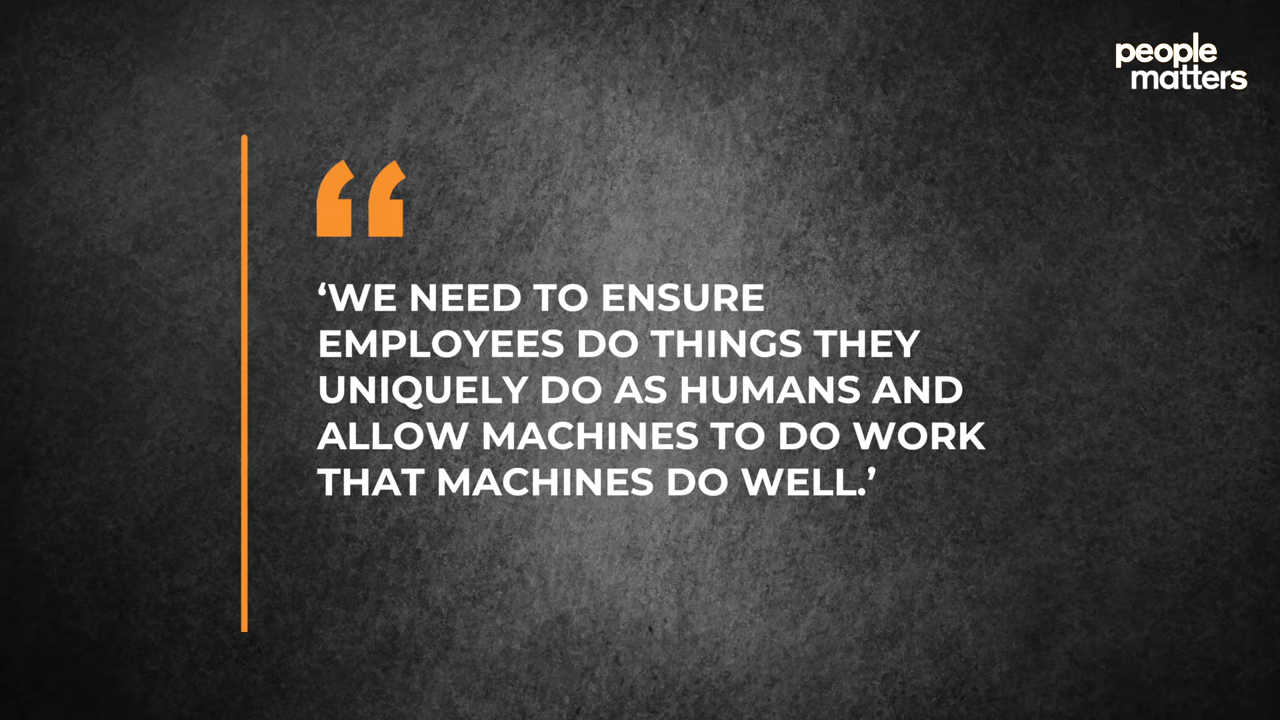 people
matters
“
‘WE NEED TO ENSURE
EMPLOYEES DO THINGS THEY
UNIQUELY DO AS HUMANS AND
ALLOW MACHINES TO DO WORK
THAT MACHINES DO WELL.’